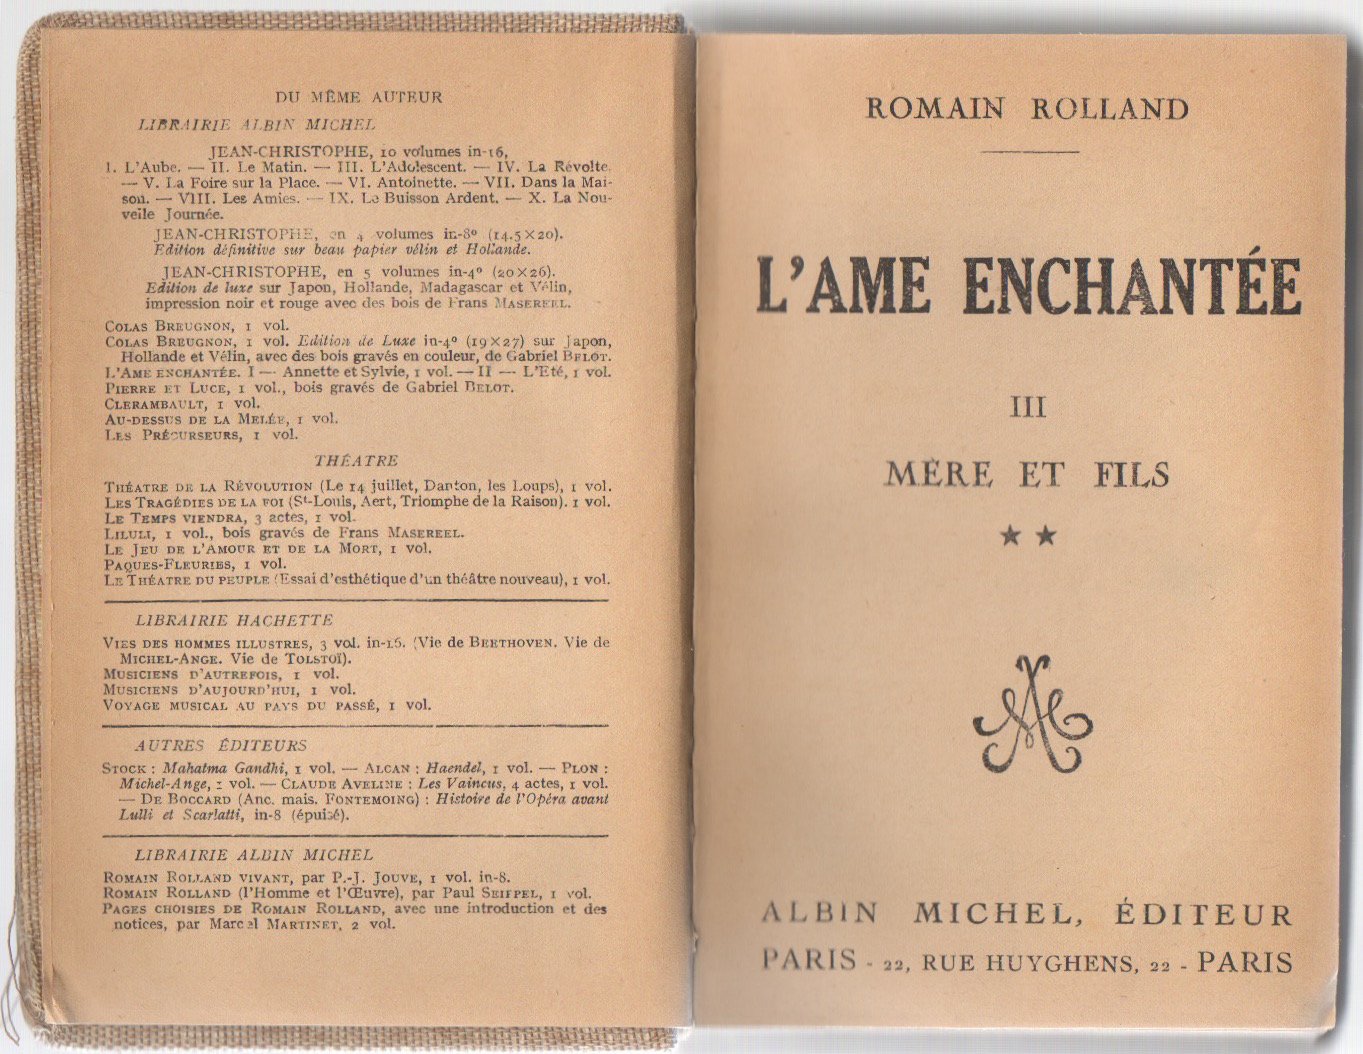 DU MÊME AUTEUR
LIBRAIRIE ALBIN MICHEL
JEAN-CHRISTOPHE, 10 volumes in-16,
I. L'Aube. — II. Le Matin. — III. L'Adolescent. — IV. La Révolte.
— V. La Foire sur la Place. — VI. Antoinette. — VII. Dans la Mai-
son. — VIII. Les Amies. — IX. Le Buisson Ardent. — X. La Nou-
velle Journée.
JEAN-CHRISTOPHE, en 4 volumes in-8º (14.5×20).
Edition définitive sur beau papier vélin et Hollande.
JEAN-CHRISTOPHE, en 5 volumes in-4º (20×26).
Edition de luxe sur Japon, Hollande, Madagascar et Vélin,
impression noir et rouge avec des bois de Frans MASEREEL.
COLAS BREUGNON, 1 vol.
COLAS BREUGNON, 1 vol. Edition de Luxe in-4º (19×27) sur Japon,
Hollande et Vélin, avec des bois gravés en couleur, de Gabriel BELOT.
L'AME ENCHANTÉE. I — Annette et Sylvie, 1 vol. — II — L'Eté, 1 vol.
PIERRE ET LUCE, 1 vol., bois gravés de Gabriel BELOT.
CLERAMBAULT, 1 vol.
AU-DESSUS DE LA MELÉE, 1 vol.
LES PRÉCURSEURS, 1 vol.
THÉATRE
THÉATRE DE LA RÉVOLUTION (Le 14 juillet, Danton, les Loups), 1 vol.
LES TRAGÉDIES DE LA FOI (St-Louis, Aert, Triomphe de la Raison). 1 vol.
LE TEMPS VIENDRA, 3 actes, 1 vol.
LILULI, 1 vol., bois gravés de Frans MASEREEL.
LE JEU DE L'AMOUR ET DE LA MORT, 1 vol.
PAQUES-FLEURIES, 1 vol.
LE THÉATRE DU PEUPLE (Essai d'esthétique d'un théâtre nouveau), 1 vol.
LIBRAIRIE HACHETTE
VIES DES HOMMES ILLUSTRES, 3 vol. in-16. (Vie de BEETHOVEN. Vie de
MICHEL-ANGE. Vie de TOLSTOÏ).
MUSICIENS D'AUTREFOIS, 1 vol.
MUSICIENS D'AUJOURD'HUI, 1 vol.
VOYAGE MUSICAL AU PAYS DU PASSÉ, 1 vol.
AUTRES ÉDITEURS
STOCK : Mahatma Gandhi, 1 vol. — ALCAN : Haendel, 1 vol. — PLON :
Michel-Ange, 1 vol. — CLAUDE AVELINE : Les Vaincus, 4 actes, 1 vol.
— DE BOCCARD (Anc. mais. FONTEMOING) : Histoire de l'Opéra avant
Lulli et Scarlatti, in-8 (épuisé).
LIBRAIRIE ALBIN MICHEL
ROMAIN ROLLAND VIVANT, par P.-J. JOUVE, 1 vol. in-8.
ROMAIN ROLLAND (l'Homme et l'Œuvre), par Paul SEIPPEL, 1 vol.
PAGES CHOISIES DE ROMAIN ROLLAND, avec une introduction et des
notices, par Marcel MARTINET, 2 vol.
ROMAIN ROLLAND
L'AME ENCHANTÉE
III
MÈRE ET FILS
★★
ALBIN MICHEL, ÉDITEUR
PARIS - 22, RUE HUYGHENS, 22 - PARIS